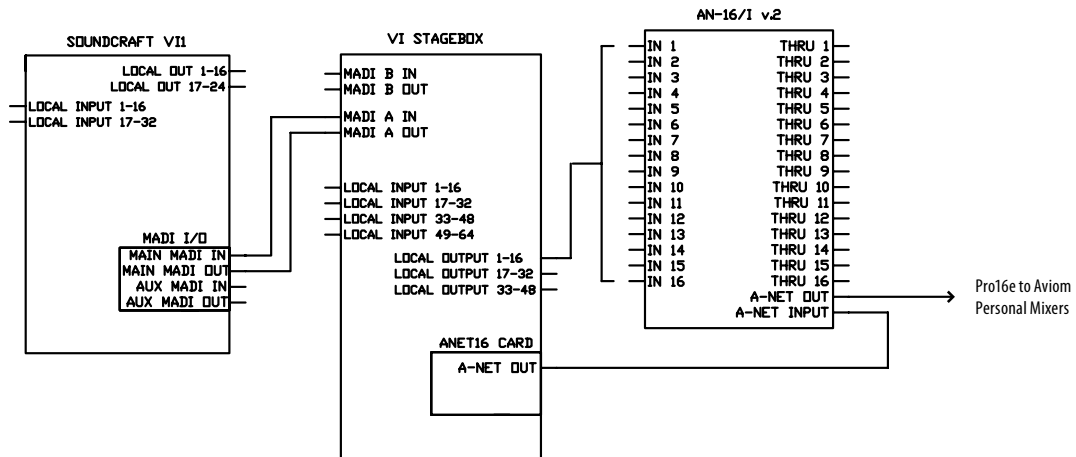 SOUNDCRAFT VI1
LOCAL OUT 1-16
LOCAL OUT 17-24
LOCAL INPUT 1-16
LOCAL INPUT 17-32
MADI I/O
MAIN MADI IN
MAIN MADI OUT
AUX MADI IN
AUX MADI OUT
VI STAGEBOX
MADI B IN
MADI B OUT
MADI A IN
MADI A OUT
LOCAL INPUT 1-16
LOCAL INPUT 17-32
LOCAL INPUT 33-48
LOCAL INPUT 49-64
LOCAL OUTPUT 1-16
LOCAL OUTPUT 17-32
LOCAL OUTPUT 33-48
ANET16 CARD
A-NET OUT
AN-16/I v.2
IN 1 THRU 1
IN 2 THRU 2
IN 3 THRU 3
IN 4 THRU 4
IN 5 THRU 5
IN 6 THRU 6
IN 7 THRU 7
IN 8 THRU 8
IN 9 THRU 9
IN 10 THRU 10
IN 11 THRU 11
IN 12 THRU 12
IN 13 THRU 13
IN 14 THRU 14
IN 15 THRU 15
IN 16 THRU 16
A-NET OUT
A-NET INPUT
Pro16e to Aviom
Personal Mixers